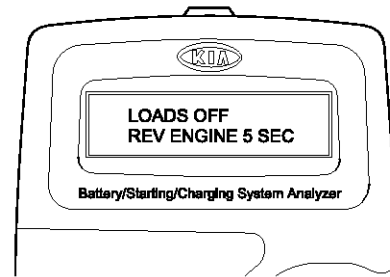 KIA
LOADS OFF
REV ENGINE 5 SEC
Battery/Starting/Charging System Analyzer